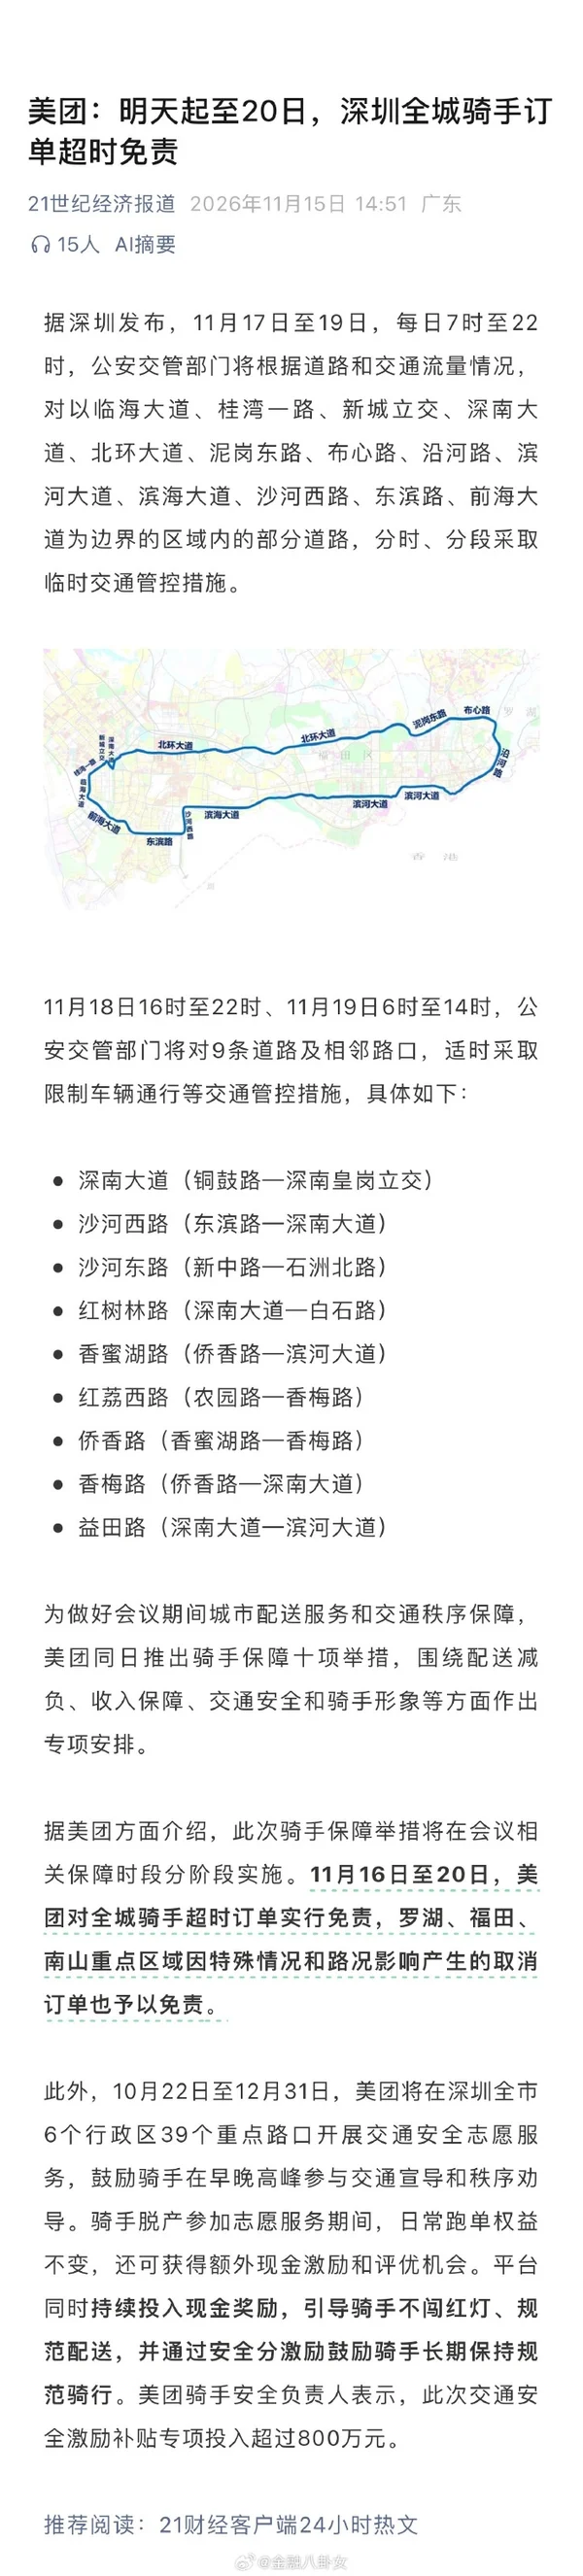 美团：明天起至20日，深圳全城骑手订
单超时免责
21世纪经济报道 2026年11月15日 14:51 广东
15人 AI摘要
据深圳发布，11月17日至19日，每日7时至22
时，公安交管部门将根据道路和交通流量情况，
对以临海大道、桂湾一路、新城立交、深南大
道、北环大道、泥岗东路、布心路、沿河路、滨
河大道、滨海大道、沙河西路、东滨路、前海大
道为边界的区域内的部分道路，分时、分段采取
临时交通管控措施。
布心路
泥岗东路
北环大道
北环大道
深南大道
新城立交
桂湾一路
临海大道
前海大道
东滨路
沙河西路
滨海大道
滨河大道
滨河大道
沿河路
罗湖
福田区
香港
11月18日16时至22时、11月19日6时至14时，公
安交管部门将对9条道路及相邻路口，适时采取
限制车辆通行等交通管控措施，具体如下：
● 深南大道（铜鼓路—深南皇岗立交）
● 沙河西路（东滨路—深南大道）
● 沙河东路（新中路—石洲北路）
● 红树林路（深南大道—白石路）
● 香蜜湖路（侨香路—滨河大道）
● 红荔西路（农园路—香梅路）
● 侨香路（香蜜湖路—香梅路）
● 香梅路（侨香路—深南大道）
● 益田路（深南大道—滨河大道）
为做好会议期间城市配送服务和交通秩序保障，
美团同日推出骑手保障十项举措，围绕配送减
负、收入保障、交通安全和骑手形象等方面作出
专项安排。
据美团方面介绍，此次骑手保障举措将在会议相
关保障时段分阶段实施。11月16日至20日，美
团对全城骑手超时订单实行免责，罗湖、福田、
南山重点区域因特殊情况和路况影响产生的取消
订单也予以免责。
此外，10月22日至12月31日，美团将在深圳全市
6个行政区39个重点路口开展交通安全志愿服
务，鼓励骑手在早晚高峰参与交通宣导和秩序劝
导。骑手脱产参加志愿服务期间，日常跑单权益
不变，还可获得额外现金激励和评优机会。平台
同时持续投入现金奖励，引导骑手不闯红灯、规
范配送，并通过安全分激励鼓励骑手长期保持规
范骑行。美团骑手安全负责人表示，此次交通安
全激励补贴专项投入超过800万元。
推荐阅读：21财经客户端24小时热文
@金融八卦女